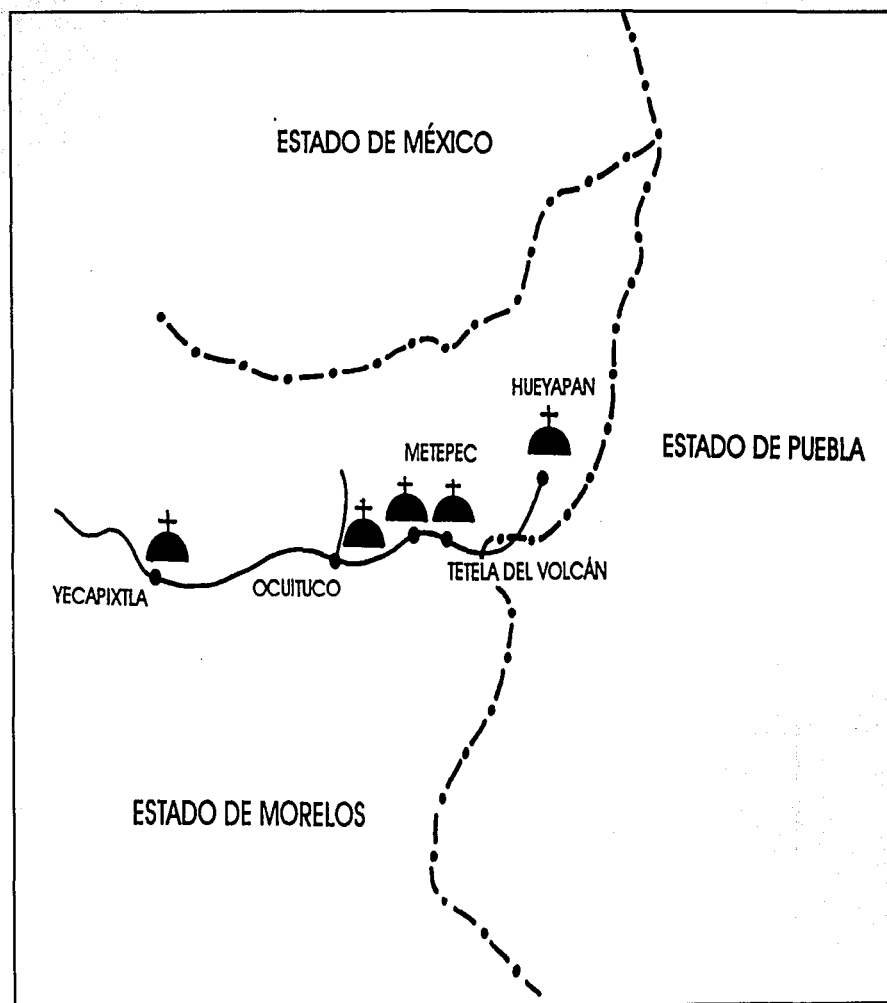 ESTADO DE MÉXICO
HUEYAPAN
METEPEC
ESTADO DE PUEBLA
YECAPIXTLA
OCUITUCO
TETELA DEL VOLCÁN
ESTADO DE MORELOS